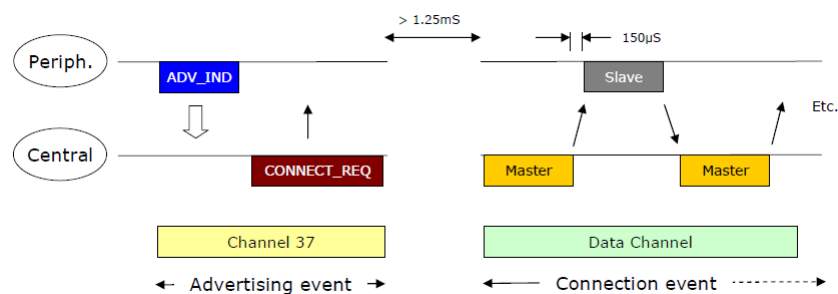 > 1.25mS
150µS
Periph.
ADV_IND
Slave
Etc.
Central
CONNECT_REQ
Master
Master
Channel 37
Data Channel
Advertising event
Connection event